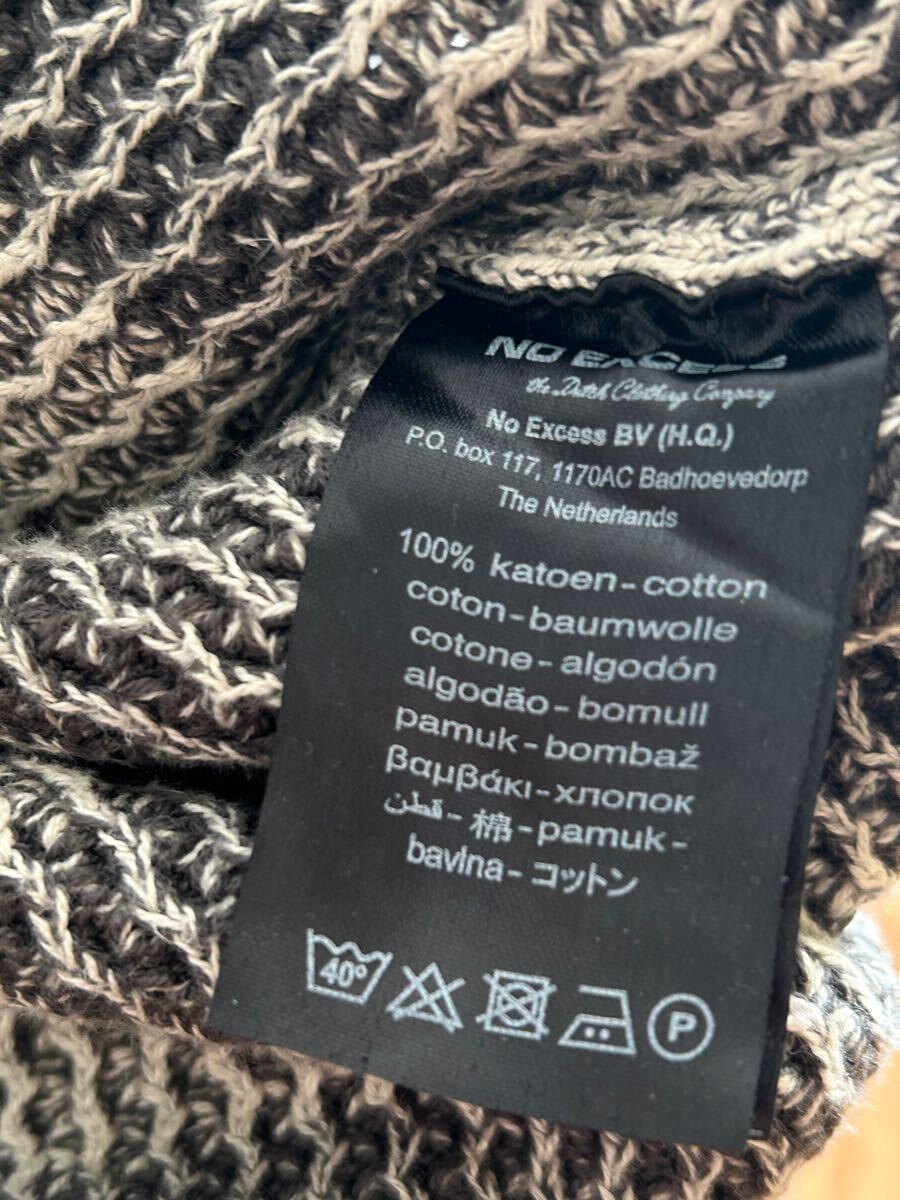 NO EXCESS
the Dutch Clothing Company
No Excess BV (H.Q.)
P.O. box 117, 1170AC Badhoevedorp
The Netherlands
100% katoen-cotton
coton-baumwolle
cotone-algodón
algodão-bomull
pamuk-bombaž
βαμβάκι-хлопок
قطن-棉-pamuk-
bavlna-コットン
40°
P